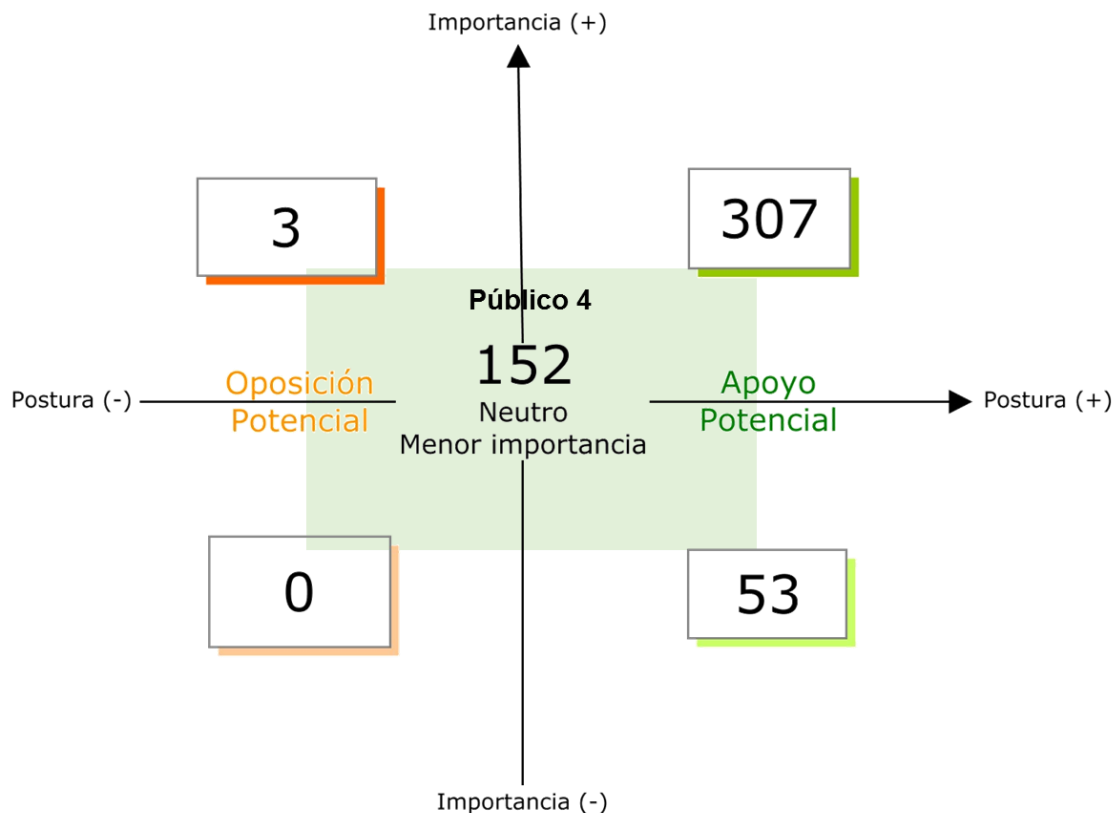 Importancia (+)
3
307
Público 4
152
Neutro
Menor importancia
Oposición
Potencial
Apoyo
Potencial
Postura (-)
Postura (+)
0
53
Importancia (-)